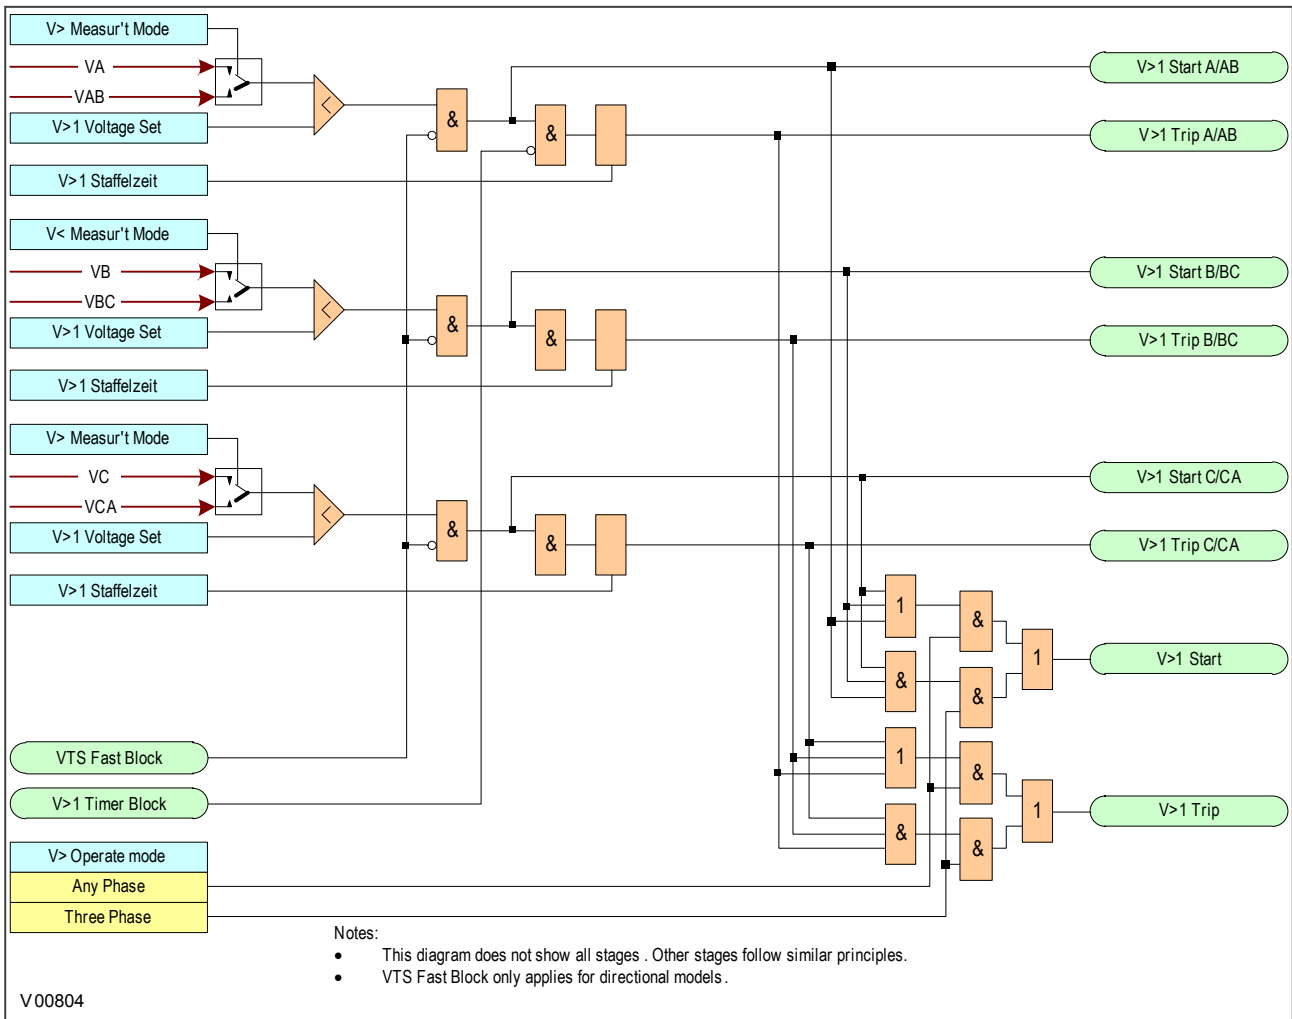 V> Measur't Mode
VA
VAB
V>1 Voltage Set
V>1 Staffelzeit
&
&
V>1 Start A/AB
V>1 Trip A/AB
V< Measur't Mode
VB
VBC
V>1 Voltage Set
V>1 Staffelzeit
&
&
V>1 Start B/BC
V>1 Trip B/BC
V> Measur't Mode
VC
VCA
V>1 Voltage Set
V>1 Staffelzeit
&
&
V>1 Start C/CA
V>1 Trip C/CA
1
&
&
&
1
V>1 Start
1
&
&
&
1
V>1 Trip
VTS Fast Block
V>1 Timer Block
V> Operate mode
Any Phase
Three Phase
Notes:
• This diagram does not show all stages . Other stages follow similar principles.
• VTS Fast Block only applies for directional models .
V00804